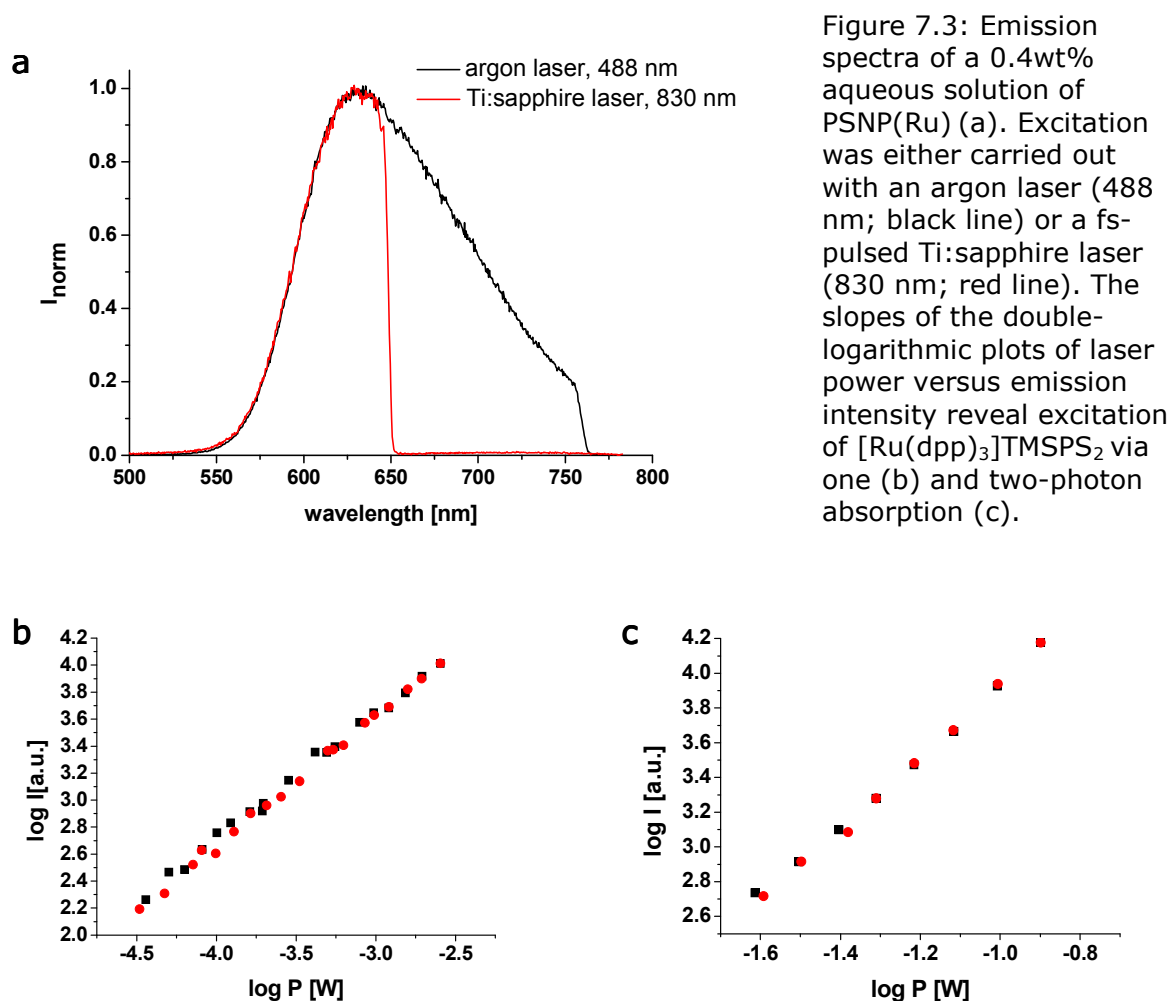 a
argon laser, 488 nm
Ti:sapphire laser, 830 nm
1.0
0.8
0.6
0.4
0.2
0.0
I_norm
500 550 600 650 700 750 800
wavelength [nm]
Figure 7.3: Emission
spectra of a 0.4wt%
aqueous solution of
PSNP(Ru) (a). Excitation
was either carried out
with an argon laser (488
nm; black line) or a fs-
pulsed Ti:sapphire laser
(830 nm; red line). The
slopes of the double-
logarithmic plots of laser
power versus emission
intensity reveal excitation
of [Ru(dpp)₃]TMSPS₂ via
one (b) and two-photon
absorption (c).
b
4.2
4.0
3.8
3.6
3.4
3.2
3.0
2.8
2.6
2.4
2.2
2.0
log I[a.u.]
-4.5 -4.0 -3.5 -3.0 -2.5
log P [W]
c
4.2
4.0
3.8
3.6
3.4
3.2
3.0
2.8
2.6
log I [a.u.]
-1.6 -1.4 -1.2 -1.0 -0.8
log P [W]